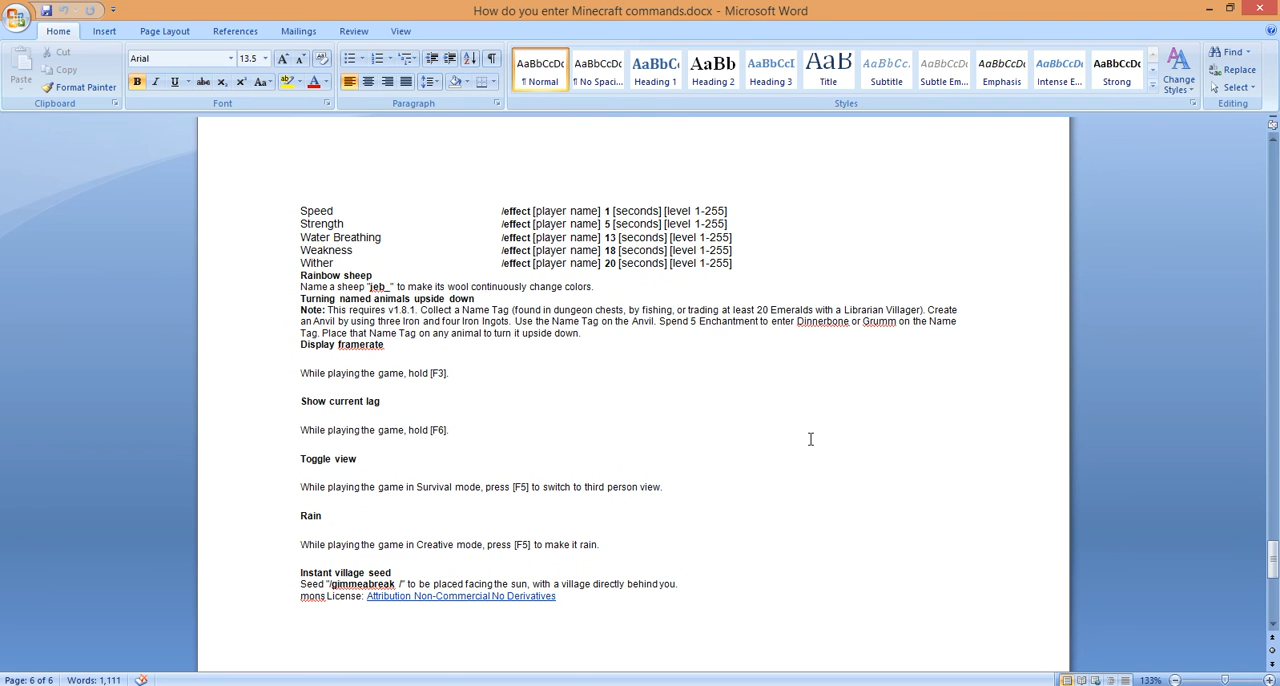 How do you enter Minecraft commands.docx - Microsoft Word
Home Insert Page Layout References Mailings Review View
Paste
Cut
Copy
Format Painter
Clipboard
Arial 13.5
Font
Paragraph
AaBbCcDc AaBbCcDc AaBbC AaBb AaBbCcI AaB AaBbCc. AaBbCcDc AaBbCcDc AaBbCcDc AaBbCcDc
¶ Normal ¶ No Spaci... Heading 1 Heading 2 Heading 3 Title Subtitle Subtle Em... Emphasis Intense E... Strong
Change Styles
Styles
Find
Replace
Select
Editing
Speed /effect [player name] 1 [seconds] [level 1-255]
Strength /effect [player name] 5 [seconds] [level 1-255]
Water Breathing /effect [player name] 13 [seconds] [level 1-255]
Weakness /effect [player name] 18 [seconds] [level 1-255]
Wither /effect [player name] 20 [seconds] [level 1-255]
Rainbow sheep
Name a sheep "jeb_" to make its wool continuously change colors.
Turning named animals upside down
Note: This requires v1.8.1. Collect a Name Tag (found in dungeon chests, by fishing, or trading at least 20 Emeralds with a Librarian Villager). Create
an Anvil by using three Iron and four Iron Ingots. Use the Name Tag on the Anvil. Spend 5 Enchantment to enter Dinnerbone or Grumm on the Name
Tag. Place that Name Tag on any animal to turn it upside down.
Display framerate
While playing the game, hold [F3].
Show current lag
While playing the game, hold [F6].
Toggle view
While playing the game in Survival mode, press [F5] to switch to third person view.
Rain
While playing the game in Creative mode, press [F5] to make it rain.
Instant village seed
Seed "/gimmeabreak /" to be placed facing the sun, with a village directly behind you.
mons License: Attribution Non-Commercial No Derivatives
Page: 6 of 6 Words: 1,111 133%